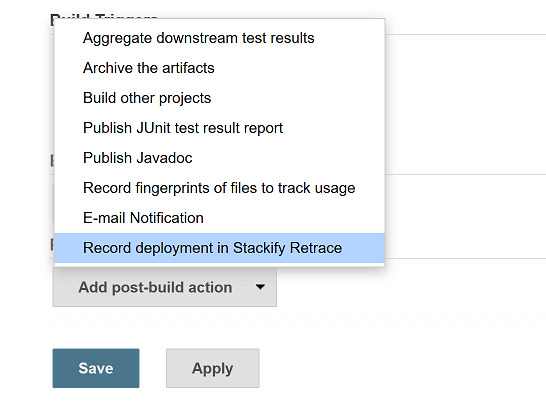 Build Triggers
Aggregate downstream test results
Archive the artifacts
Build other projects
Publish JUnit test result report
Publish Javadoc
Record fingerprints of files to track usage
E-mail Notification
Record deployment in Stackify Retrace
Add post-build action
Save
Apply